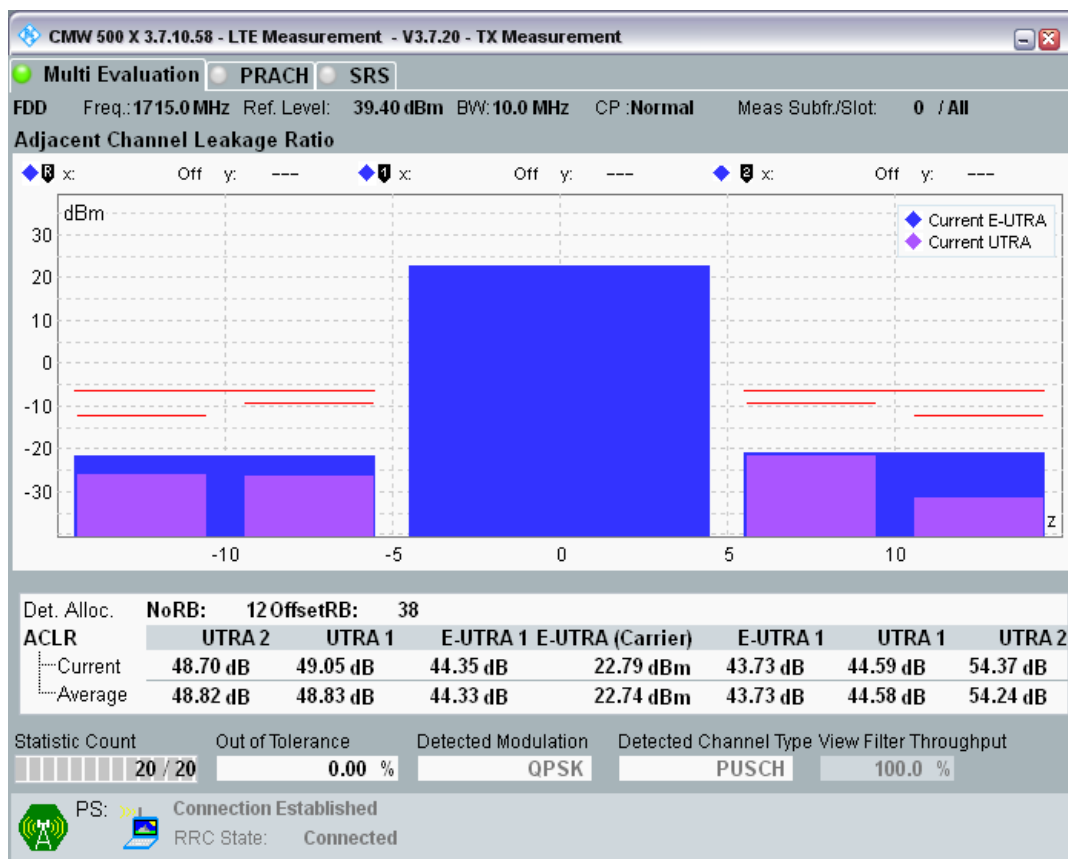 CMW 500 X 3.7.10.58 - LTE Measurement - V3.7.20 - TX Measurement
Multi Evaluation PRACH SRS
FDD Freq.:1715.0 MHz Ref. Level: 39.40 dBm BW:10.0 MHz CP :Normal Meas Subfr./Slot: 0 / All
Adjacent Channel Leakage Ratio
R x: Off y: --- 1 x: Off y: --- 2 x: Off y: ---
dBm
Current E-UTRA
Current UTRA
30
20
10
0
-10
-20
-30
z
-10 -5 0 5 10
Det. Alloc. NoRB: 12 OffsetRB: 38
ACLR UTRA 2 UTRA 1 E-UTRA 1 E-UTRA (Carrier) E-UTRA 1 UTRA 1 UTRA 2
Current 48.70 dB 49.05 dB 44.35 dB 22.79 dBm 43.73 dB 44.59 dB 54.37 dB
Average 48.82 dB 48.83 dB 44.33 dB 22.74 dBm 43.73 dB 44.58 dB 54.24 dB
Statistic Count Out of Tolerance Detected Modulation Detected Channel Type View Filter Throughput
20 / 20 0.00 % QPSK PUSCH 100.0 %
PS: Connection Established
RRC State: Connected